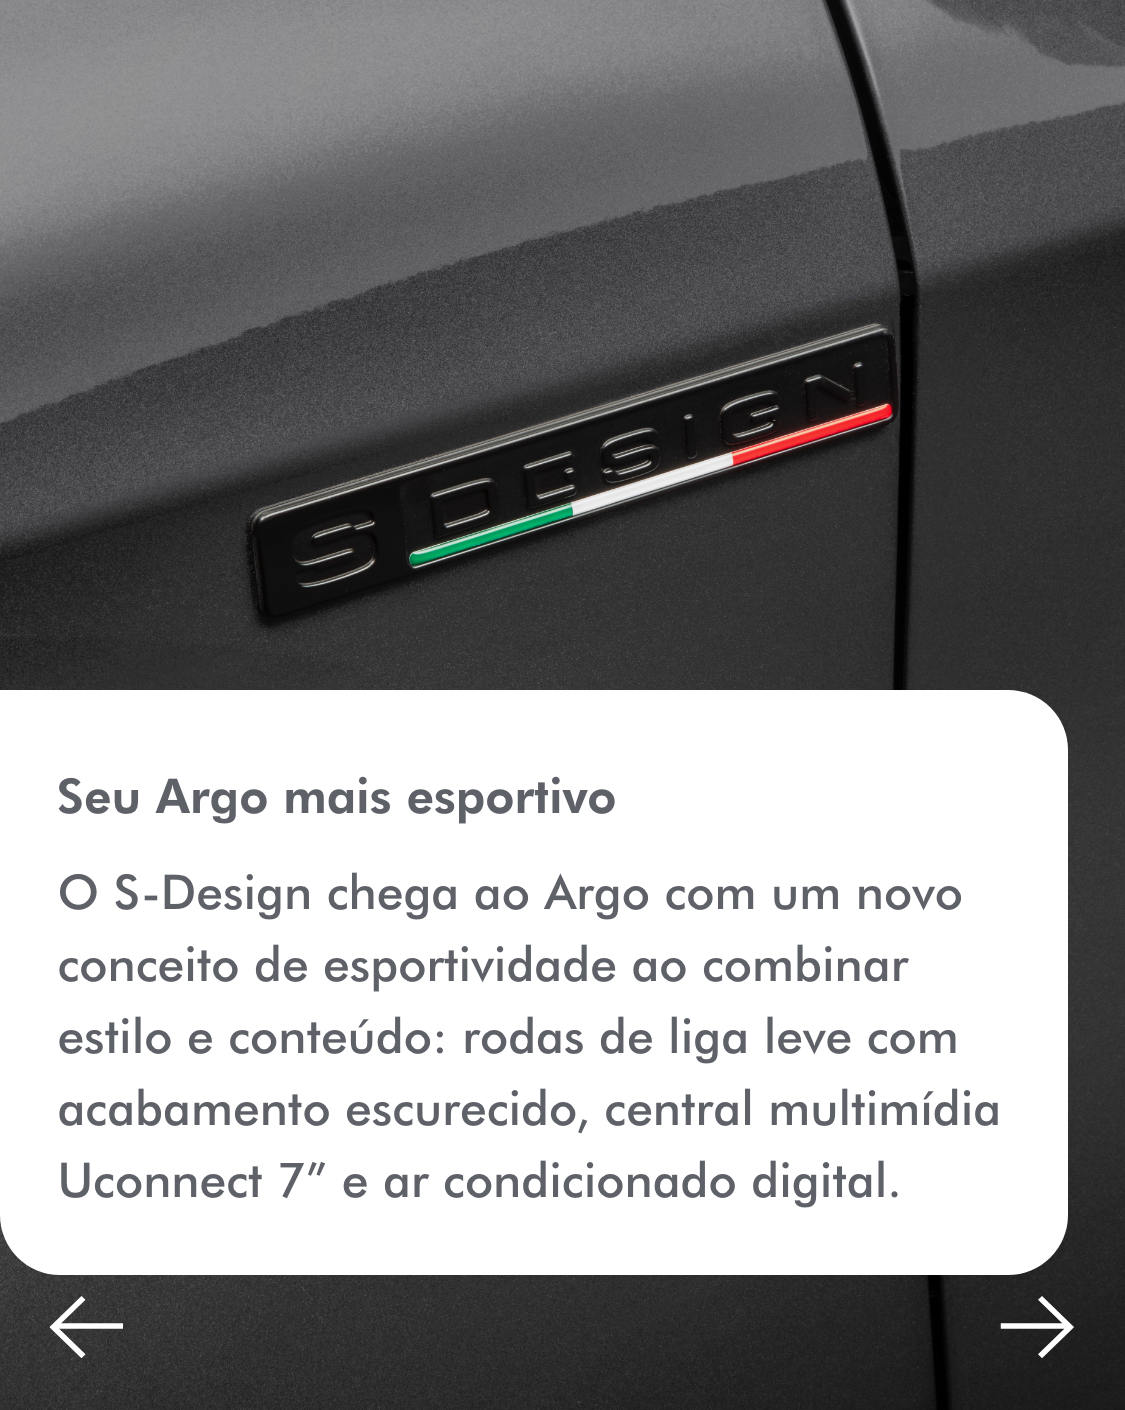 S DESIGN
Seu Argo mais esportivo
O S-Design chega ao Argo com um novo
conceito de esportividade ao combinar
estilo e conteúdo: rodas de liga leve com
acabamento escurecido, central multimídia
Uconnect 7” e ar condicionado digital.